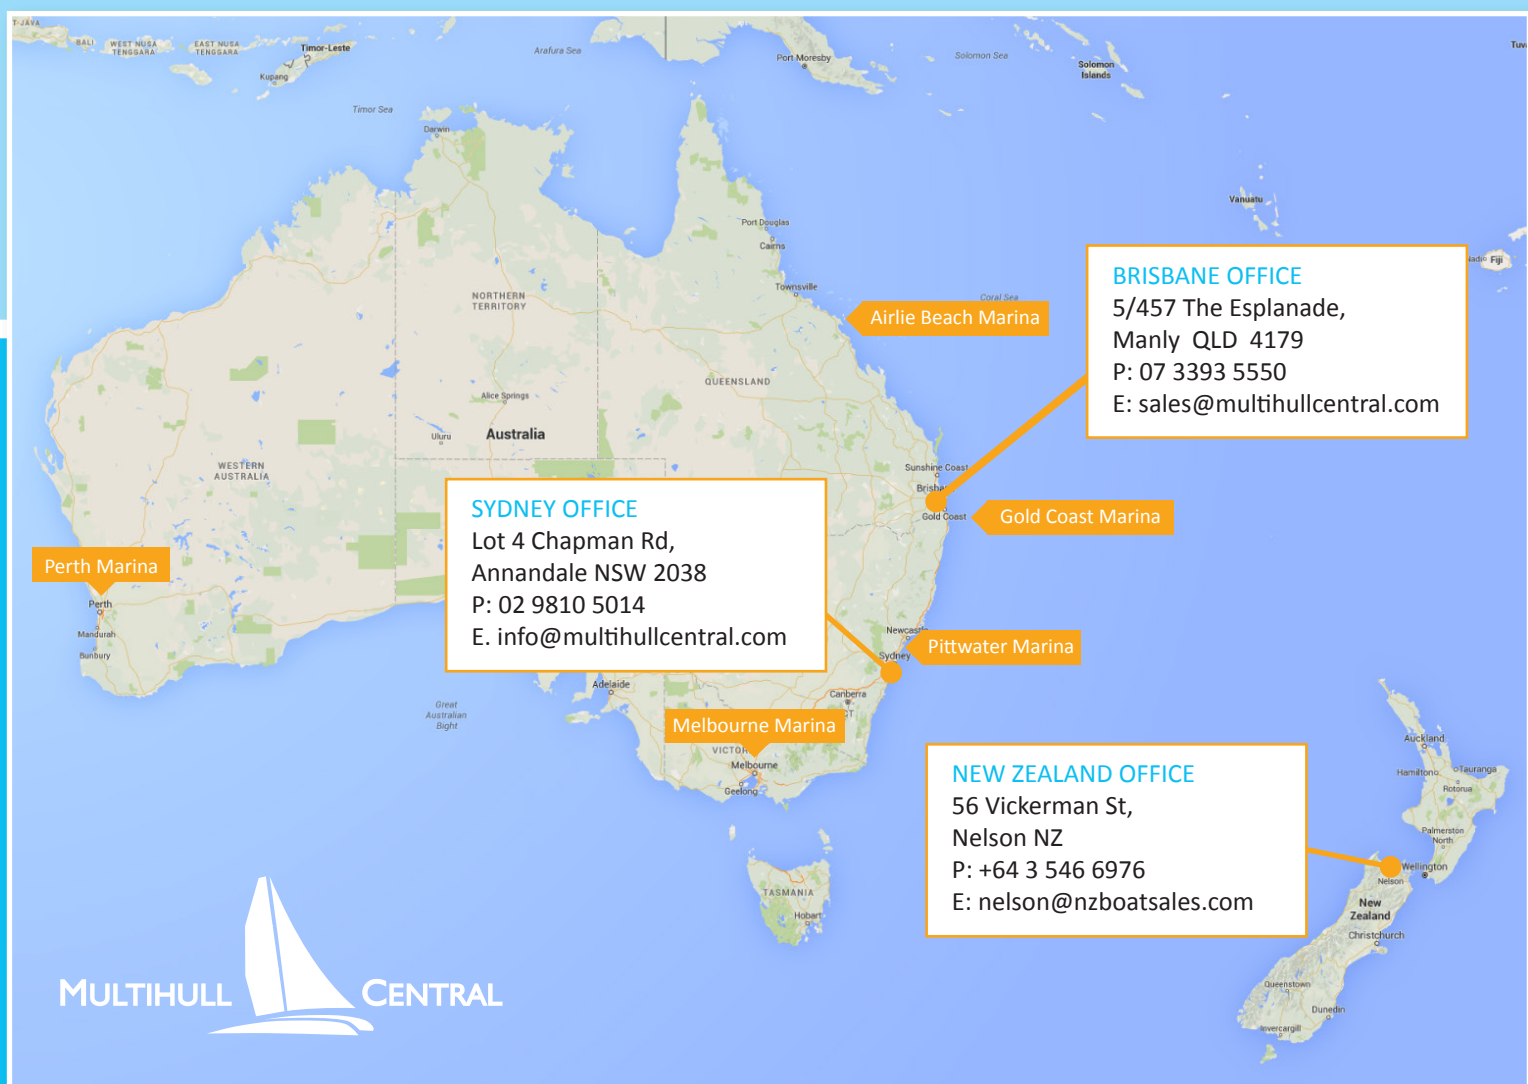 T-JAVA
BALI
WEST NUSA
TENGGARA
EAST NUSA
TENGGARA
Timor-Leste
Kupang
Arafura Sea
Timor Sea
Port Moresby
Solomon Sea
Solomon
Islands
Darwin
Vanuatu
Fiji
Port Douglas
Cairns
Townsville
Coral Sea
NORTHERN
TERRITORY
Airlie Beach Marina
BRISBANE OFFICE
5/457 The Esplanade,
Manly QLD 4179
P: 07 3393 5550
E: sales@multihullcentral.com
QUEENSLAND
Alice Springs
Uluru
Australia
WESTERN
AUSTRALIA
Sunshine Coast
Brisba
Gold Coast
Gold Coast Marina
SYDNEY OFFICE
Lot 4 Chapman Rd,
Annandale NSW 2038
P: 02 9810 5014
E. info@multihullcentral.com
Perth Marina
Perth
Mandurah
Bunbury
Newcastle
Sydney
Pittwater Marina
Adelaide
Canberra
CT
Great
Australian
Bight
Melbourne Marina
VICTOR
Melbourne
Geelong
NEW ZEALAND OFFICE
56 Vickerman St,
Nelson NZ
P: +64 3 546 6976
E: nelson@nzboatsales.com
Auckland
Hamilton
Tauranga
Rotorua
Palmerston
North
Wellington
Nelson
New
Zealand
Christchurch
Queenstown
Dunedin
Invercargill
TASMANIA
Hobart
MULTIHULL CENTRAL